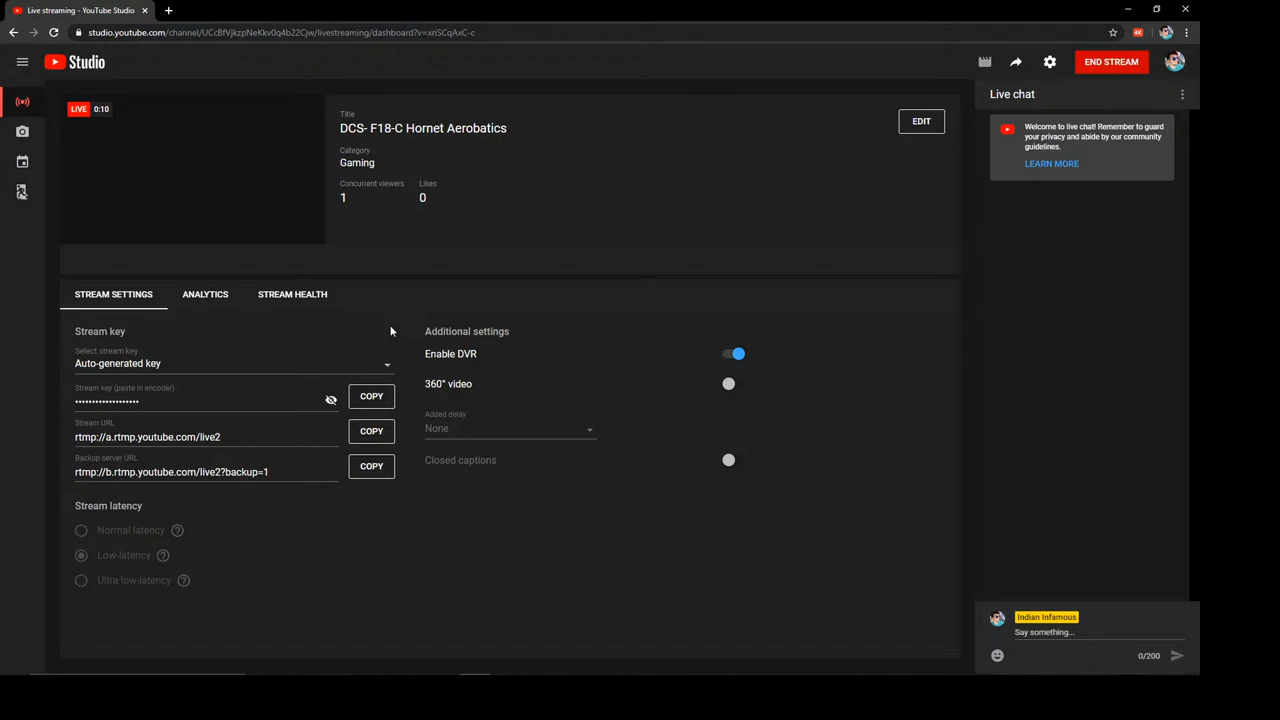 Live streaming - YouTube Studio
studio.youtube.com/channel/UCcBfVjkzpNeKkv0q4b22Cjw/livestreaming/dashboard?v=xriSCqAxC-c
4K
Studio
END STREAM
LIVE 0:10
Title
DCS- F18-C Hornet Aerobatics
EDIT
Category
Gaming
Concurrent viewers Likes
1 0
Live chat
Welcome to live chat! Remember to guard
your privacy and abide by our community
guidelines.
LEARN MORE
STREAM SETTINGS ANALYTICS STREAM HEALTH
Stream key
Select stream key
Auto-generated key
Stream key (paste in encoder)
••••••••••••••••••• COPY
Stream URL
rtmp://a.rtmp.youtube.com/live2 COPY
Backup server URL
rtmp://b.rtmp.youtube.com/live2?backup=1 COPY
Stream latency
Normal latency ?
Low-latency ?
Ultra low-latency ?
Additional settings
Enable DVR
360° video
Added delay
None
Closed captions
Indian Infamous
Say something...
0/200